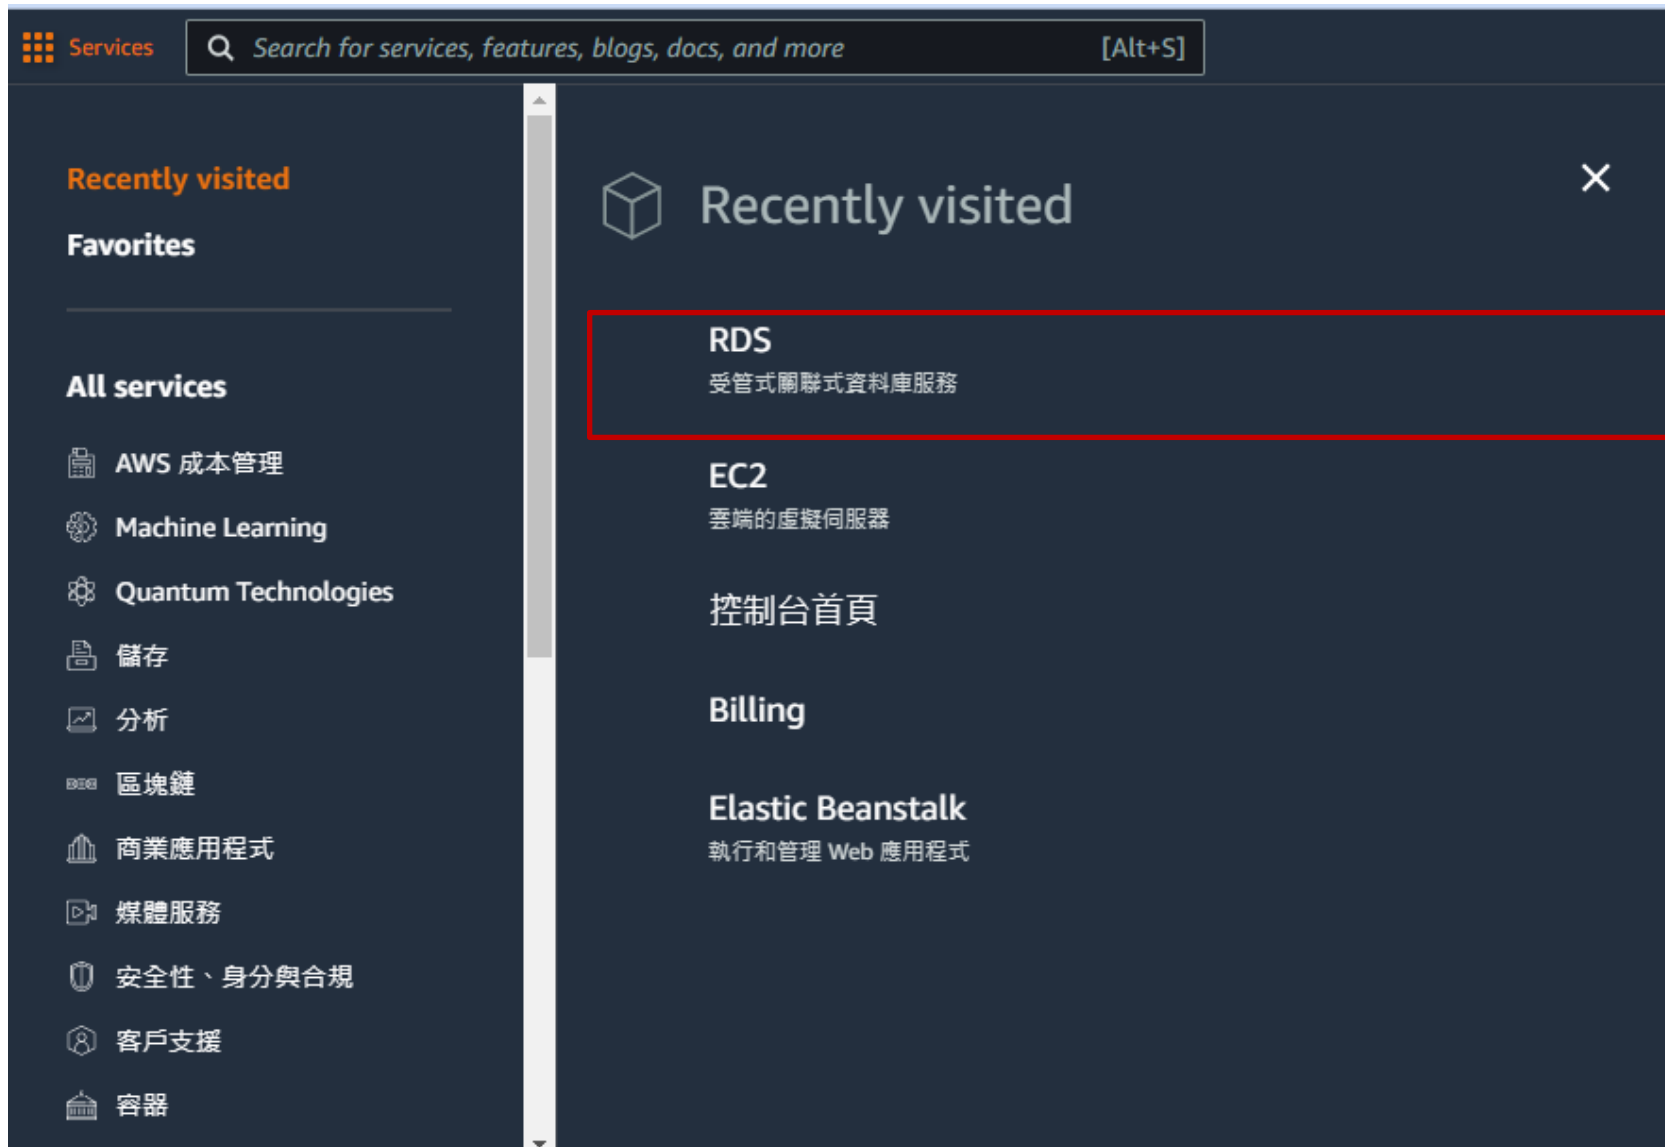 Services
Search for services, features, blogs, docs, and more [Alt+S]
Recently visited
Favorites
All services
AWS 成本管理
Machine Learning
Quantum Technologies
儲存
分析
區塊鏈
商業應用程式
媒體服務
安全性、身分與合規
客戶支援
容器
Recently visited
RDS
受管式關聯式資料庫服務
EC2
雲端的虛擬伺服器
控制台首頁
Billing
Elastic Beanstalk
執行和管理 Web 應用程式